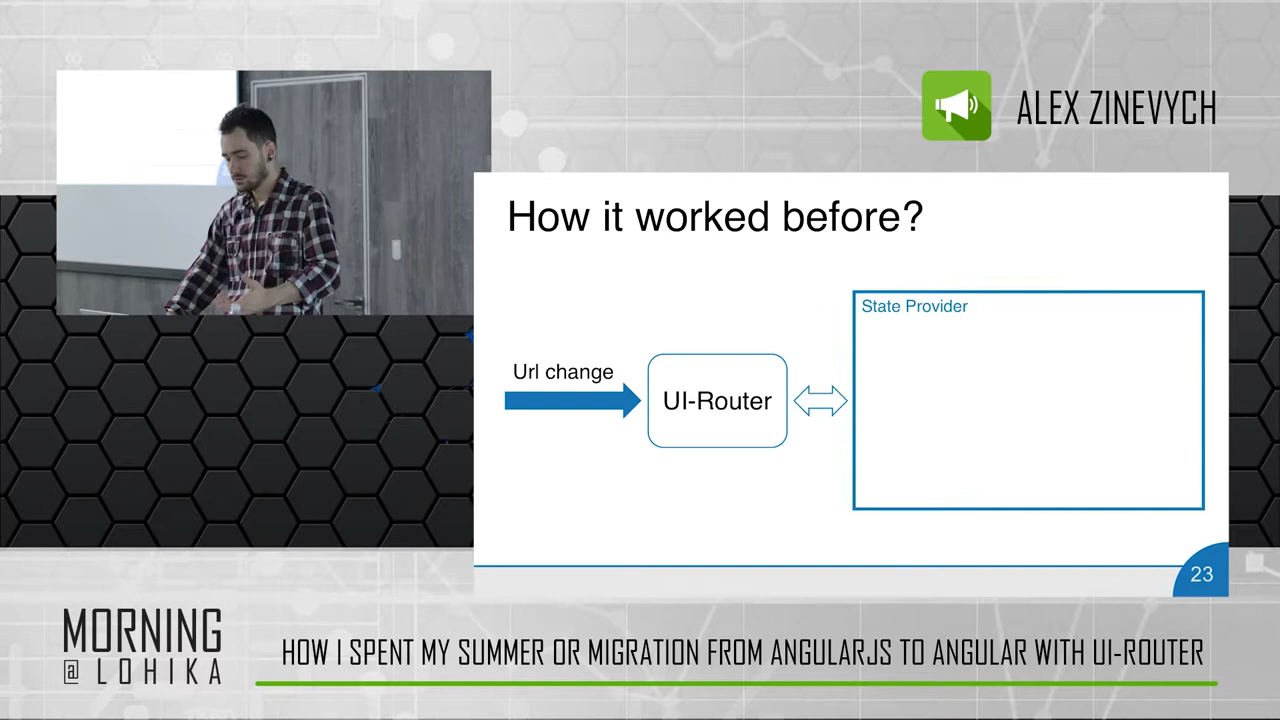 ALEX ZINEVYCH
How it worked before?
State Provider
Url change
UI-Router
23
MORNING
@ LOHIKA
HOW I SPENT MY SUMMER OR MIGRATION FROM ANGULARJS TO ANGULAR WITH UI-ROUTER